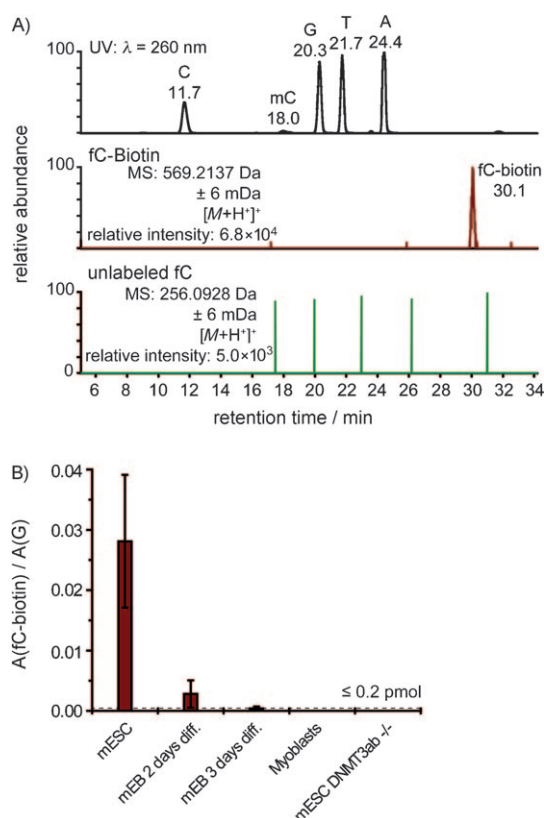 A)
UV: λ = 260 nm
C
11.7
mC
18.0
G
20.3
T
21.7
A
24.4
100
fC-Biotin
MS: 569.2137 Da
± 6 mDa
[M+H⁺]⁺
relative intensity: 6.8×10⁴
fC-biotin
30.1
100
unlabeled fC
MS: 256.0928 Da
± 6 mDa
[M+H⁺]⁺
relative intensity: 5.0×10³
100
0
relative abundance
6 8 10 12 14 16 18 20 22 24 26 28 30 32 34
retention time / min
B)
A(fC-biotin) / A(G)
0.04
0.03
0.02
0.01
0.00
≤ 0.2 pmol
mESC
mEB 2 days diff.
mEB 3 days diff.
Myoblasts
mESC DNMT3ab -/-